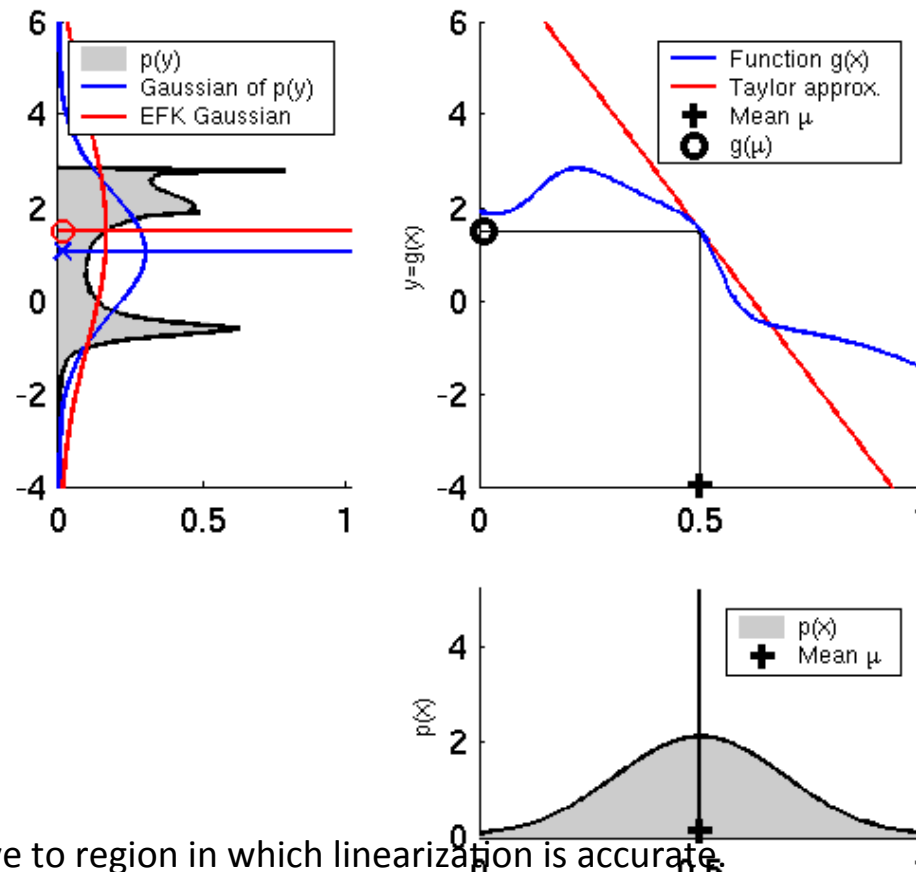 6
4
2
0
-2
-4
0
0.5
1
p(y)
Gaussian of p(y)
EFK Gaussian
6
4
2
0
-2
-4
y=g(x)
0
0.5
Function g(x)
Taylor approx.
Mean μ
g(μ)
4
2
0
p(x)
p(x)
Mean μ
0.5
to region in which linearization is accurate.